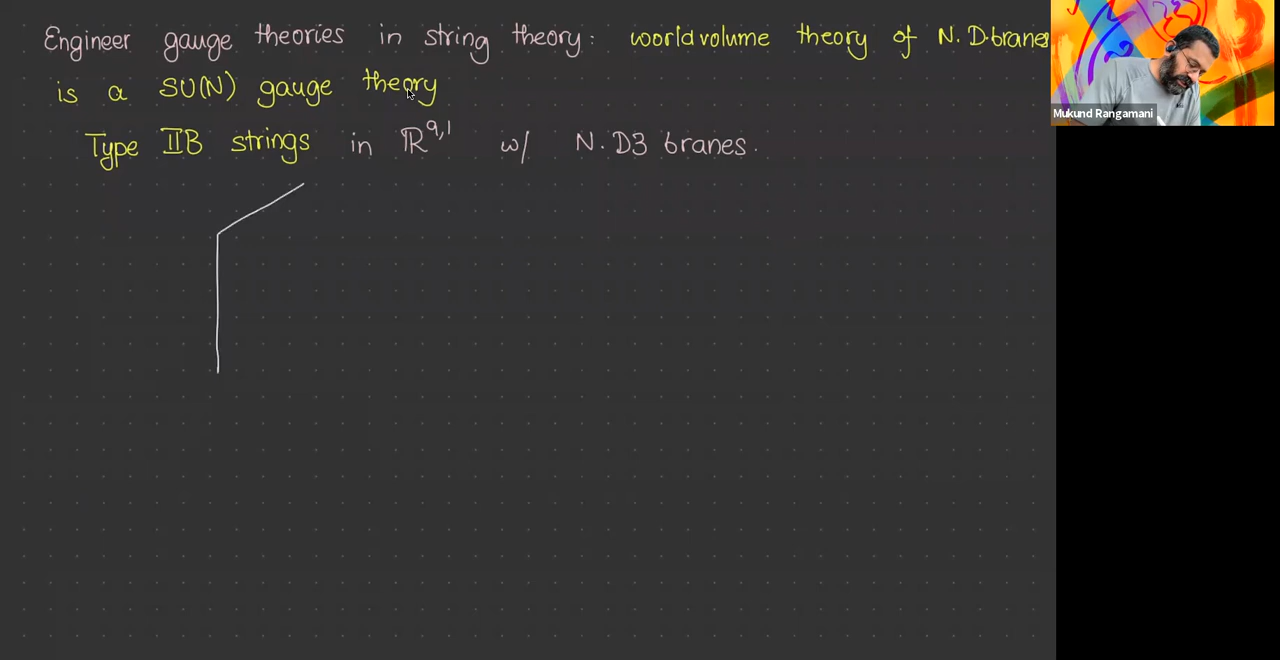 Engineer gauge theories in string theory: worldvolume theory of N. D-branes
is a SU(N) gauge theory
Type IIB strings in ℝ^{9,1} w/ N. D3 branes.
Mukund Rangamani